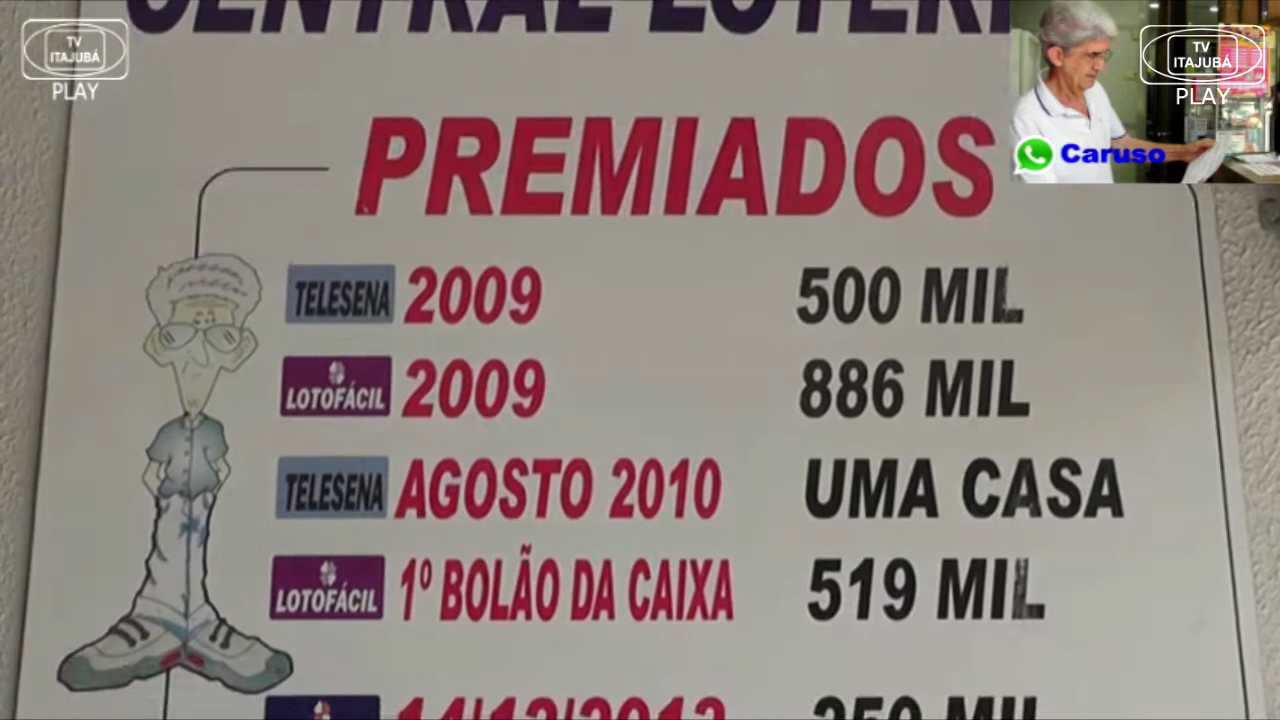 CENTRAL
TV
ITAJUBÁ
PLAY
TV
ITAJUBÁ
PLAY
Caruso
PREMIADOS
TELESENA 2009 500 MIL
LOTOFÁCIL 2009 886 MIL
TELESENA AGOSTO 2010 UMA CASA
LOTOFÁCIL 1º BOLÃO DA CAIXA 519 MIL